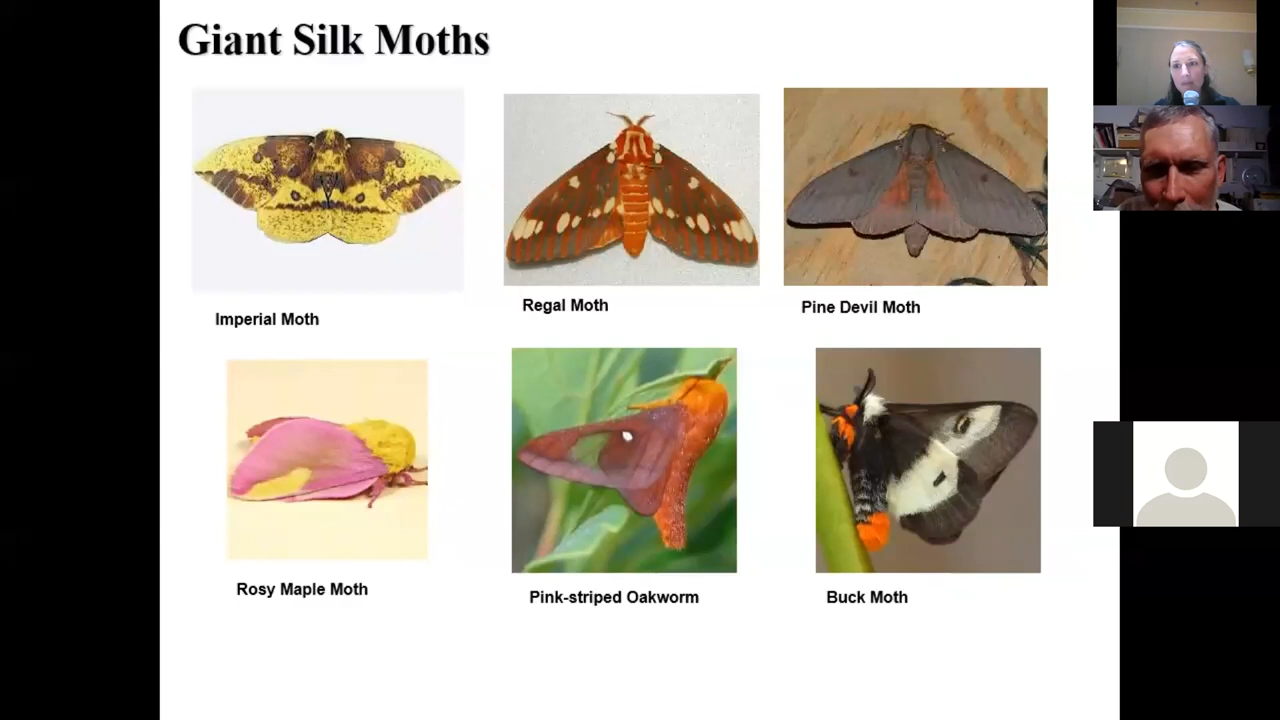 Giant Silk Moths
Imperial Moth
Regal Moth
Pine Devil Moth
Rosy Maple Moth
Pink-striped Oakworm
Buck Moth